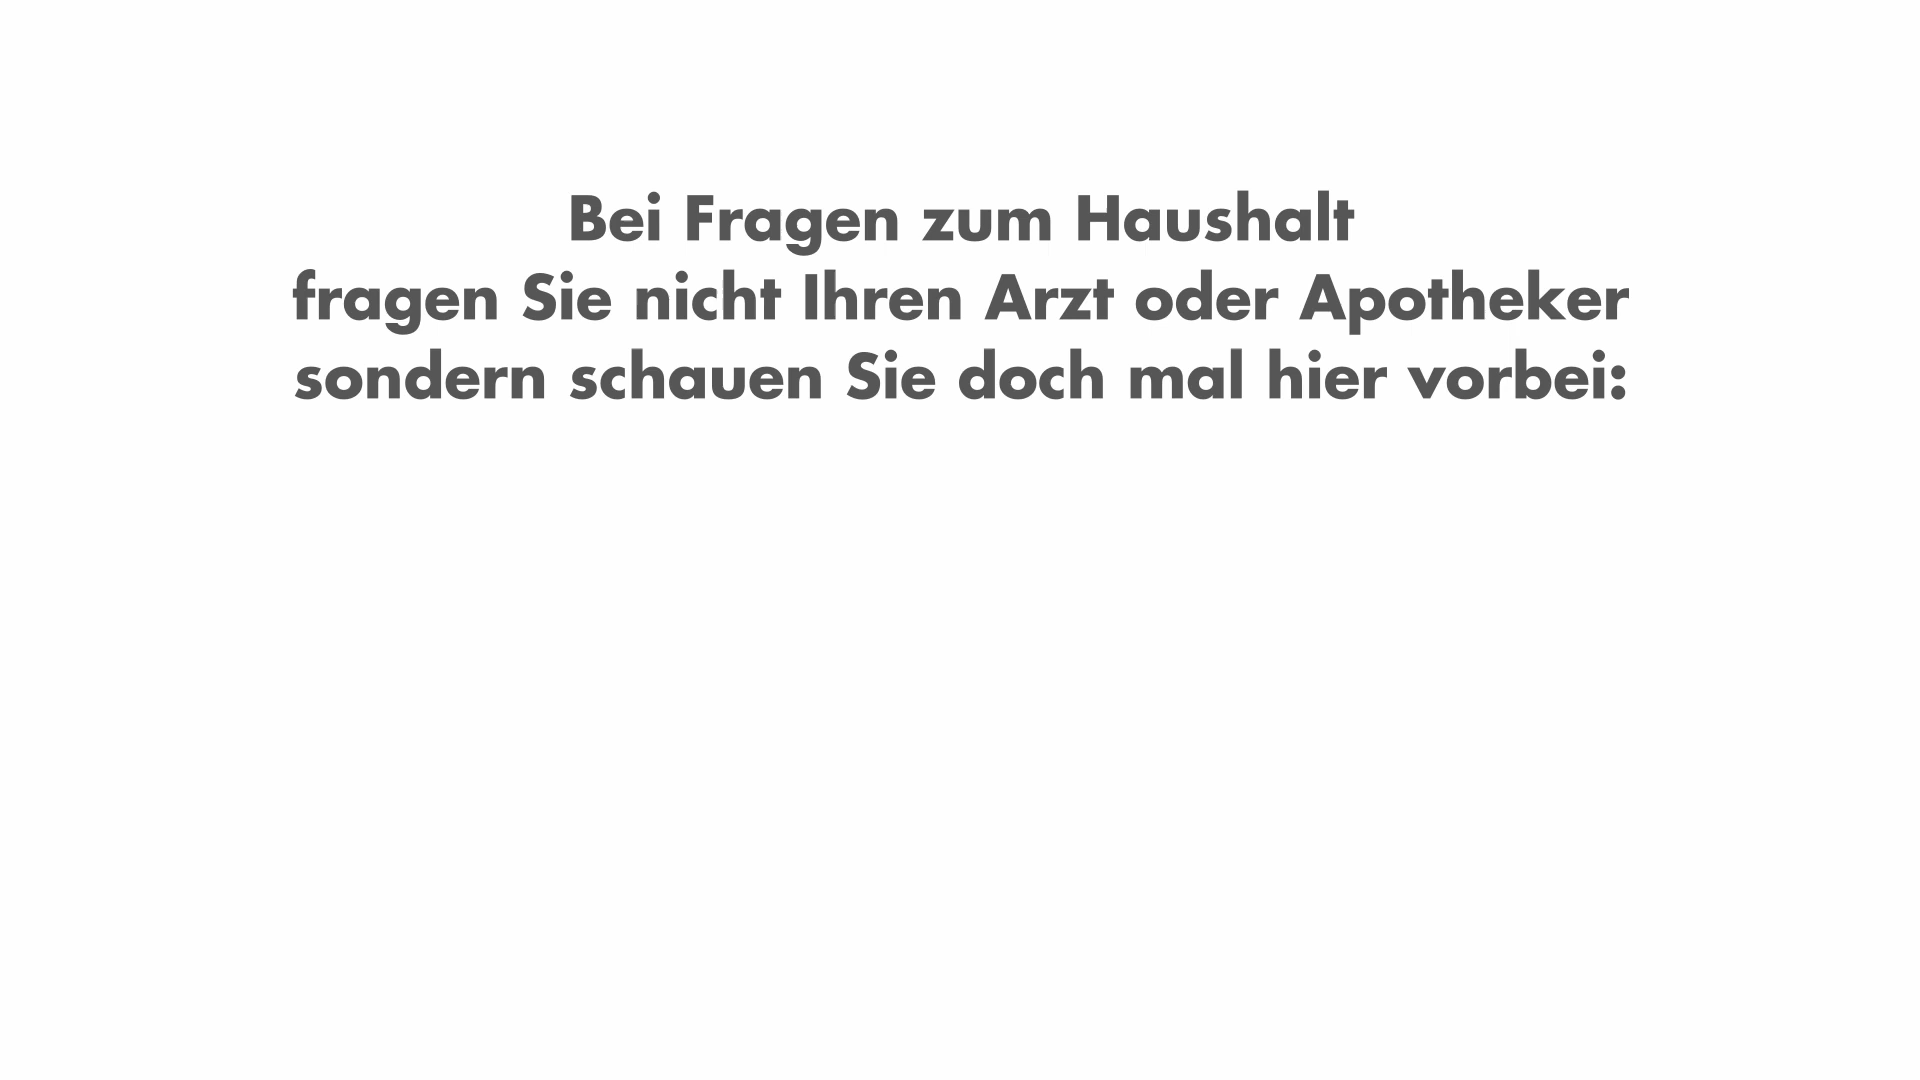 Bei Fragen zum Haushalt
fragen Sie nicht Ihren Arzt oder Apotheker
sondern schauen Sie doch mal hier vorbei: